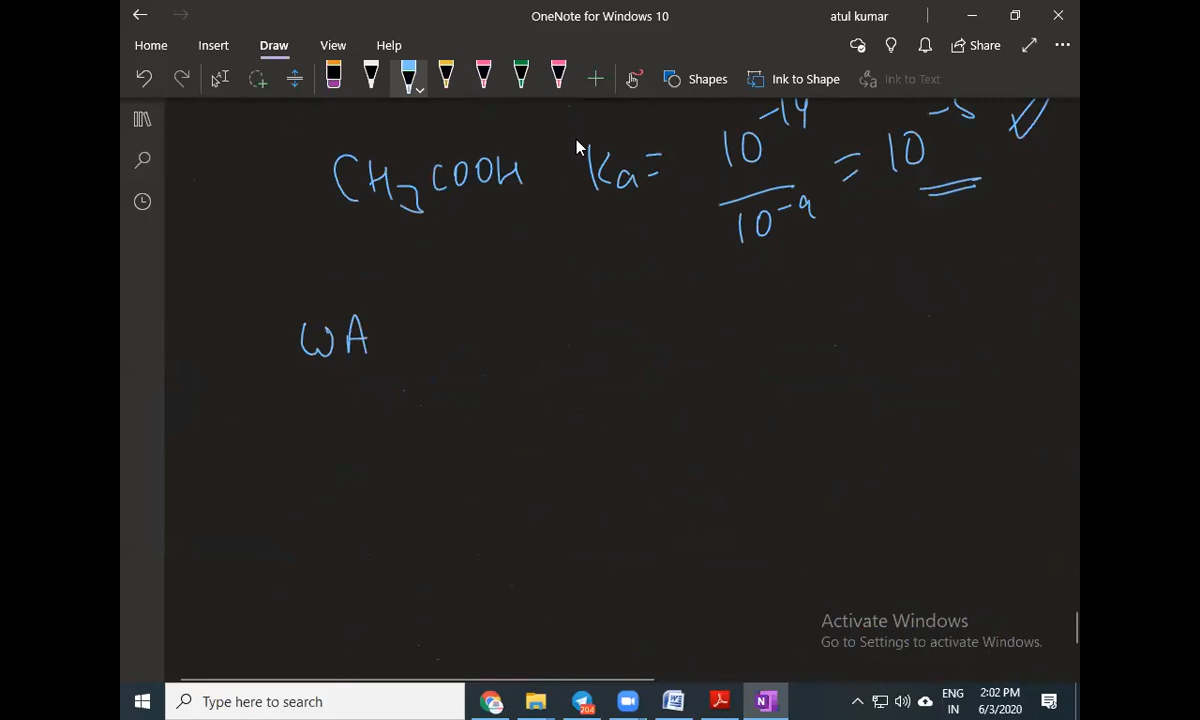 OneNote for Windows 10
atul kumar
Home Insert Draw View Help
Share
Shapes
Ink to Shape
Ink to Text
CH3COOH Ka = 10^-14 / 10^-9 = 10^-5
WA
Activate Windows
Go to Settings to activate Windows.
Type here to search
204
ENG
IN
2:02 PM
6/3/2020